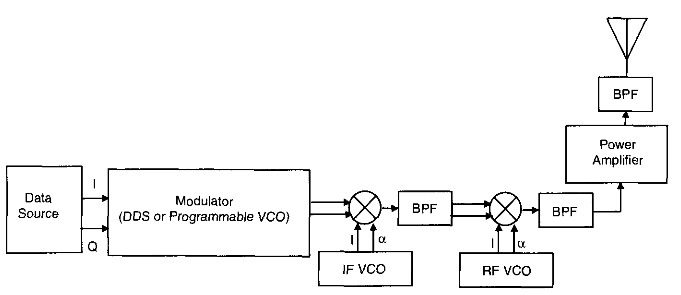 BPF
Power
Amplifier
Data
Source
I
Q
Modulator
(DDS or Programmable VCO)
BPF
BPF
I α
I α
IF VCO
RF VCO